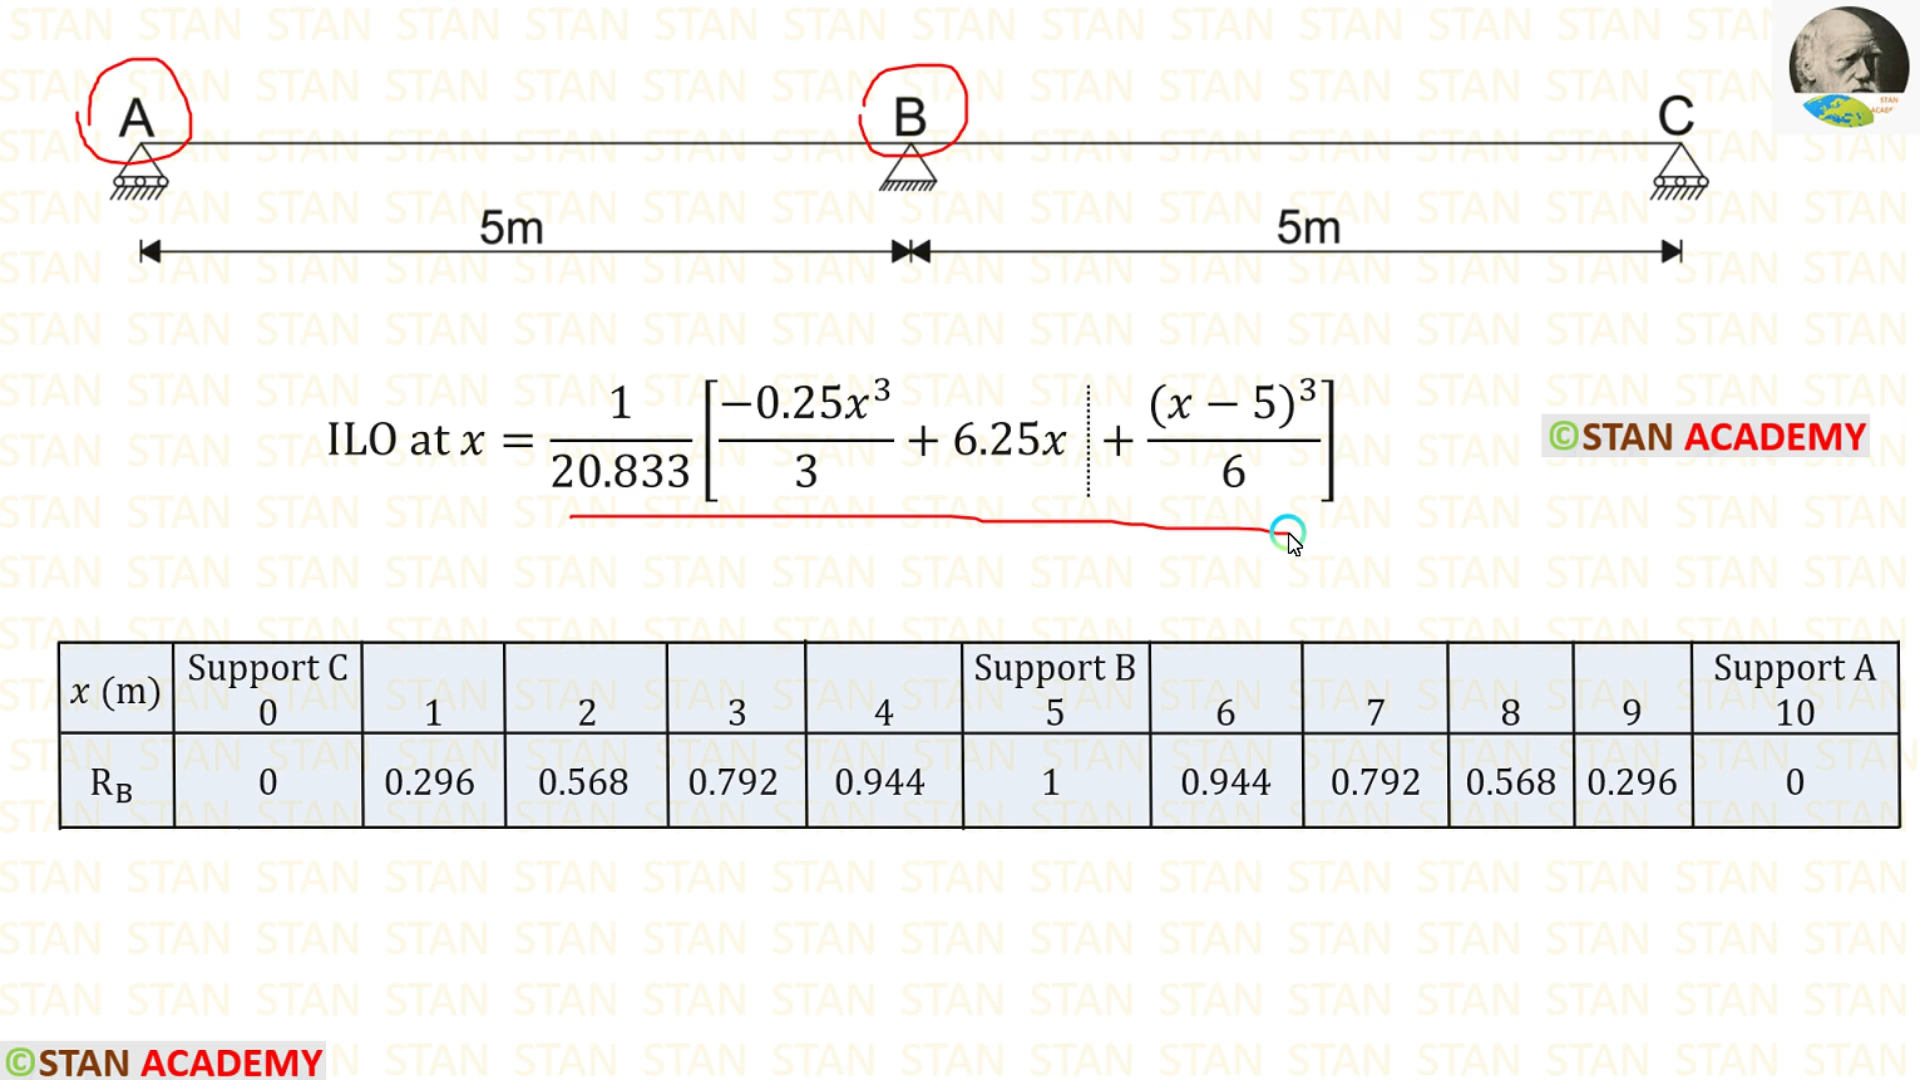 A B C
5m 5m
ILO at x = 1/20.833 [−0.25x³/3 + 6.25x + (x − 5)³/6]
©STAN ACADEMY
x (m) Support C 0 1 2 3 4 Support B 5 6 7 8 9 Support A 10
R_B 0 0.296 0.568 0.792 0.944 1 0.944 0.792 0.568 0.296 0
©STAN ACADEMY